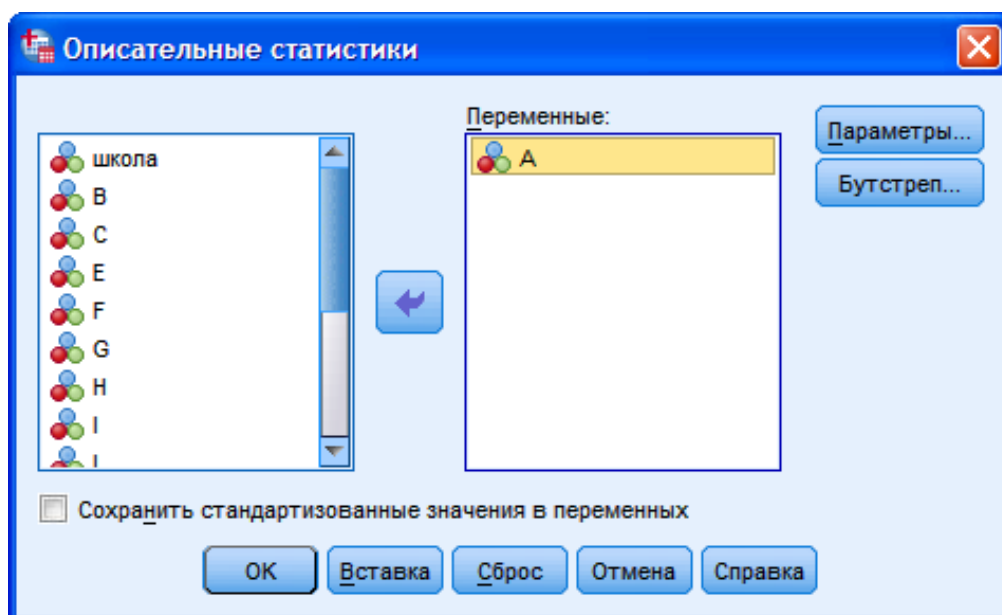 Описательные статистики
Переменные:
школа
B
C
E
F
G
H
I
A
Параметры...
Бутстреп...
Сохранить стандартизованные значения в переменных
OK
Вставка
Сброс
Отмена
Справка